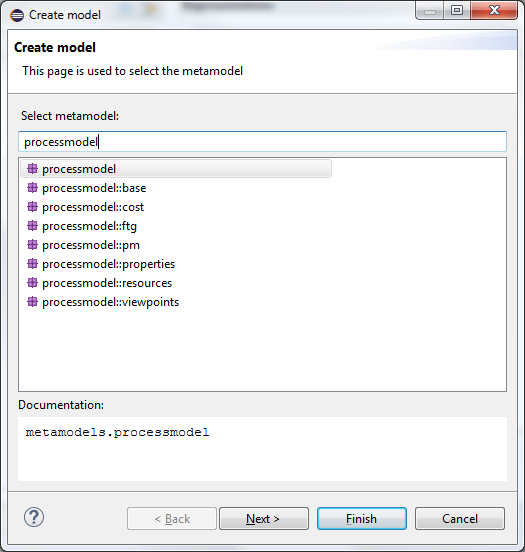 Create model
Representations
Create model
This page is used to select the metamodel
Select metamodel:
processmodel
processmodel
processmodel::base
processmodel::cost
processmodel::ftg
processmodel::pm
processmodel::properties
processmodel::resources
processmodel::viewpoints
Documentation:
metamodels.processmodel
? < Back Next > Finish Cancel